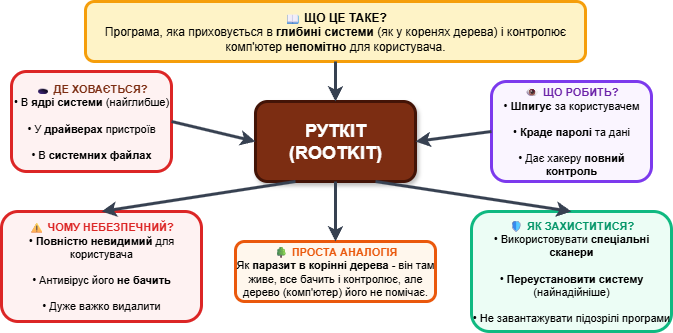 📖 ЩО ЦЕ ТАКЕ?
Програма, яка приховується в глибині системи (як у коренях дерева) і контролює
комп'ютер непомітно для користувача.
🕳️ ДЕ ХОВАЄТЬСЯ?
• В ядрі системи (найглибше)
• У драйверах пристроїв
• В системних файлах
РУТКІТ
(ROOTKIT)
ЩО РОБИТЬ?
• Шпигує за користувачем
• Краде паролі та дані
• Дає хакеру повний
контроль
⚠️ ЧОМУ НЕБЕЗПЕЧНИЙ?
• Повністю невидимий для
користувача
• Антивірус його не бачить
• Дуже важко видалити
🌳 ПРОСТА АНАЛОГІЯ
Як паразит в корінні дерева - він там
живе, все бачить і контролює, але
дерево (комп'ютер) його не помічає.
🛡️ ЯК ЗАХИСТИТИСЯ?
• Використовувати спеціальні
сканери
• Переустановити систему
(найнадійніше)
• Не завантажувати підозрілі програми